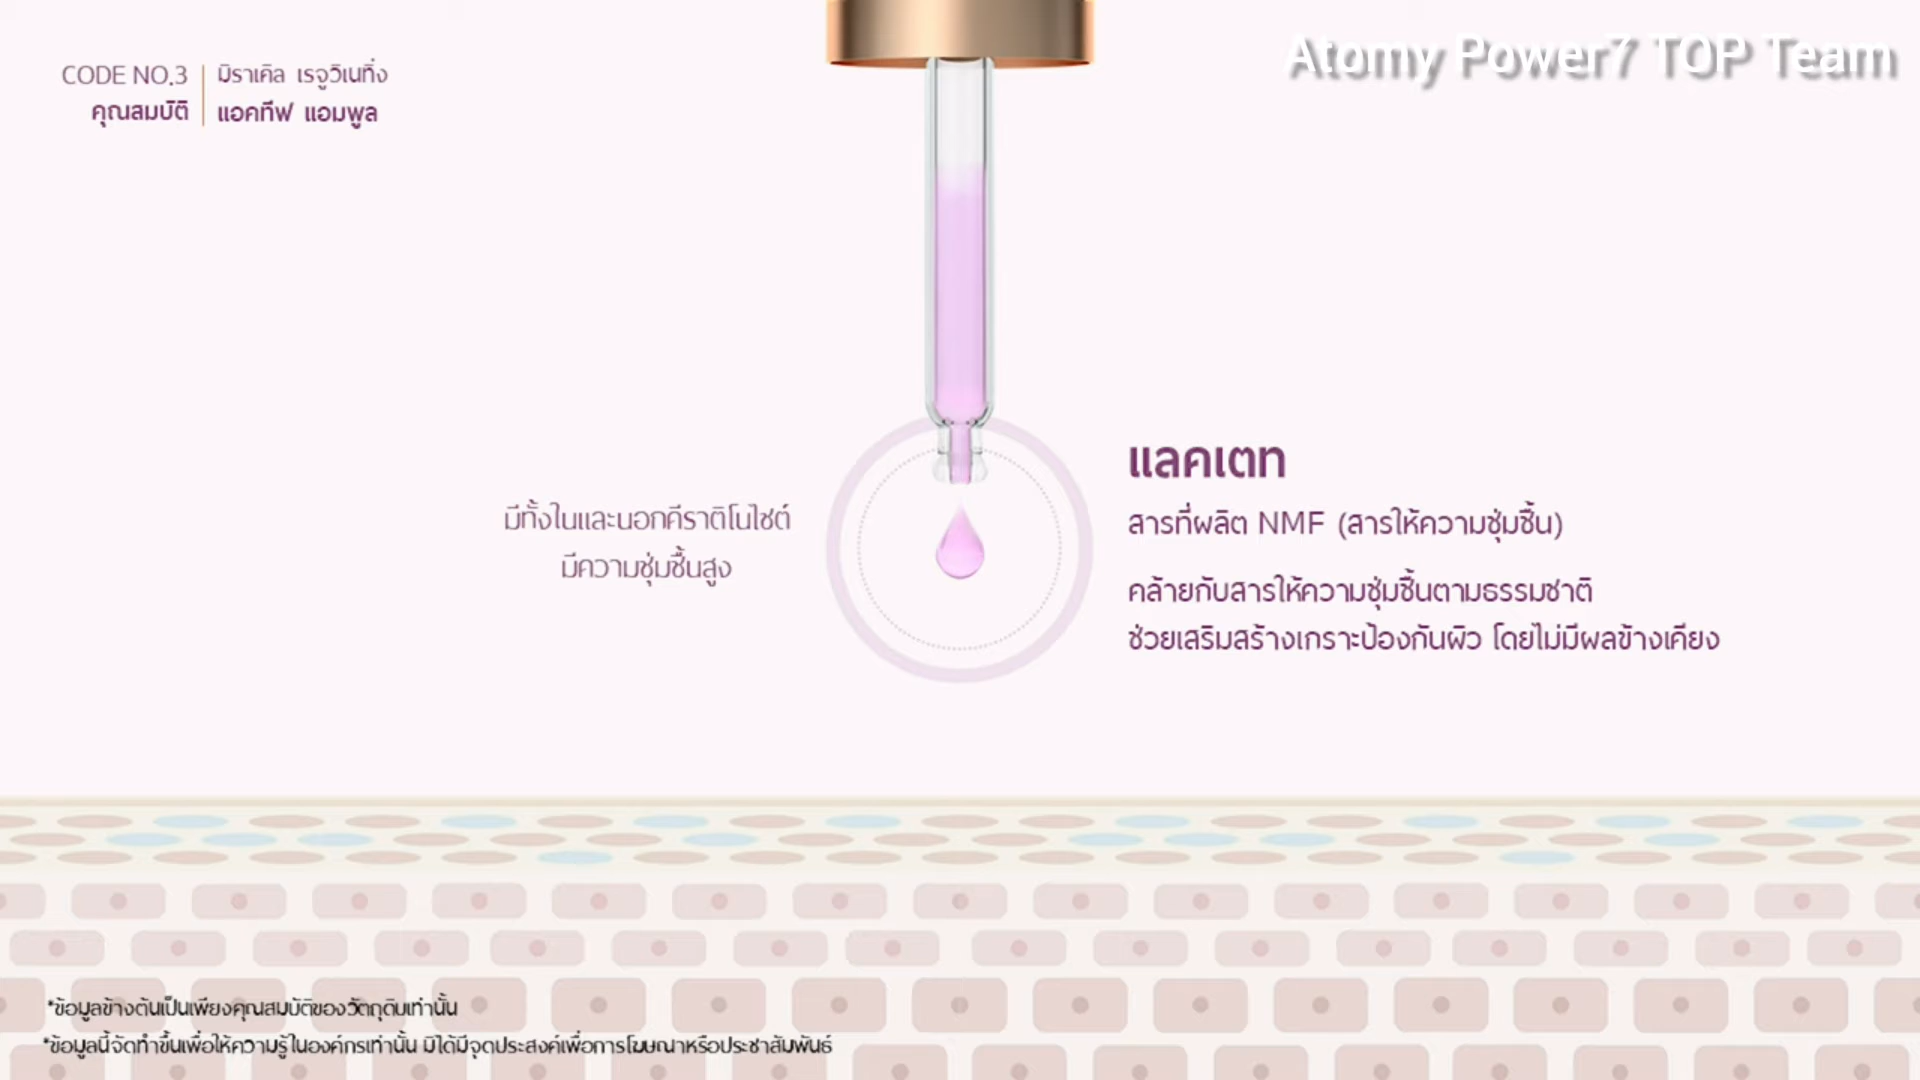 CODE NO.3
คุณสมบัติ
มิราเคิล เรจูวิเนทิ่ง
แอคทีฟ แอมพูล
Atomy Power7 TOP Team
มีทั้งในและนอกคีราติโนไซต์
มีความชุ่มชื้นสูง
แลคเตท
สารที่ผลิต NMF (สารให้ความชุ่มชื้น)
คล้ายกับสารให้ความชุ่มชื้นตามธรรมชาติ
ช่วยเสริมสร้างเกราะป้องกันผิว โดยไม่มีผลข้างเคียง
*ข้อมูลข้างต้นเป็นเพียงคุณสมบัติของวัตถุดิบเท่านั้น
*ข้อมูลนี้จัดทำขึ้นเพื่อให้ความรู้ในองค์กรเท่านั้น มิได้มีจุดประสงค์เพื่อการโฆษณาหรือประชาสัมพันธ์